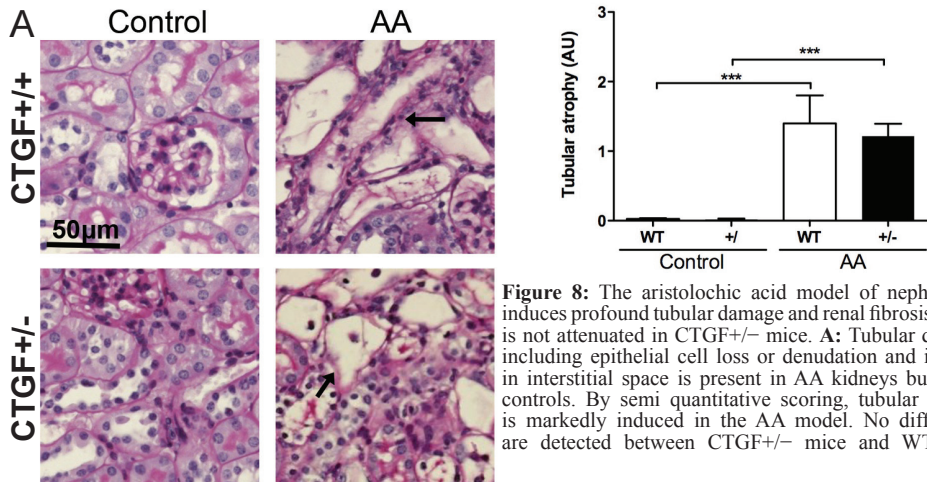 A
Control
AA
CTGF+/+
50µm
CTGF+/-
Tubular atrophy (AU)
3
2
1
0
***
***
WT
+/
WT
+/-
Control
AA
Figure 8: The aristolochic acid model of neph
induces profound tubular damage and renal fibrosis
is not attenuated in CTGF+/− mice. A: Tubular
including epithelial cell loss or denudation and
in interstitial space is present in AA kidneys
controls. By semi quantitative scoring, tubular
is markedly induced in the AA model. No diff
are detected between CTGF+/− mice and WT